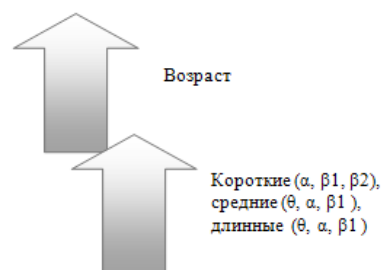 Возраст
Короткие (α, β1, β2),
средние (θ, α, β1 ),
длинные (θ, α, β1 )